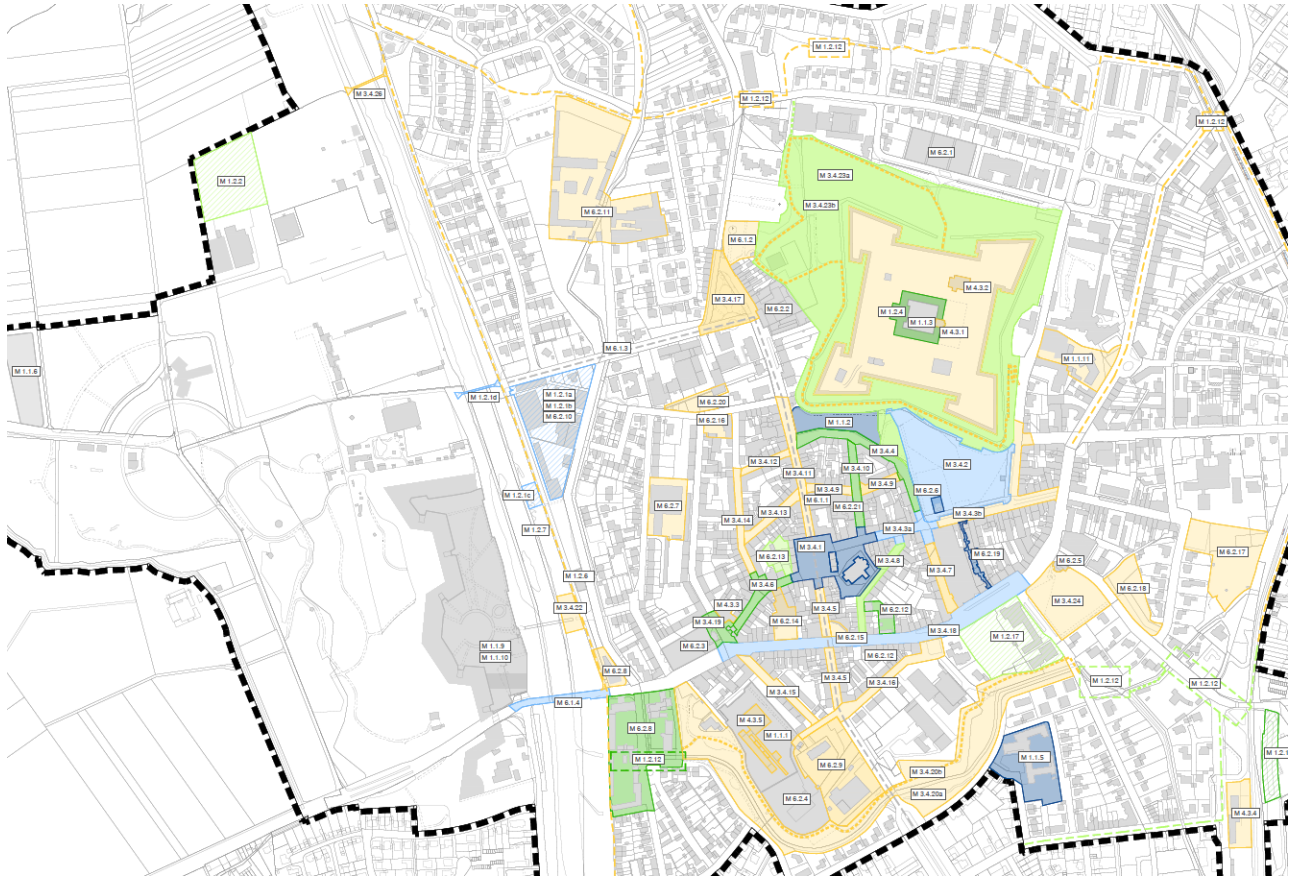 M 1.2.12
M 3.4.26
M 1.2.12
M 1.2.12
M 6.2.1
M 1.2.2
M 3.4.23a
M 3.4.23b
M 6.2.11
M 6.1.2
M 4.3.2
M 3.4.17
M 6.2.2
M 1.2.4
M 1.1.3
M 4.3.1
M 6.1.3
M 1.1.11
M 1.1.6
M 1.2.1d
M 1.2.1a
M 1.2.1b
M 6.2.10
M 6.2.20
M 6.2.16
M 1.1.2
M 3.4.4
M 3.4.12
M 3.4.10
M 3.4.2
M 3.4.11
M 3.4.9
M 3.4.9
M 6.2.6
M 1.2.1c
M 6.1.1
M 6.2.7
M 6.2.21
M 3.4.13
M 3.4.3b
M 3.4.14
M 1.2.7
M 3.4.3a
M 3.4.1
M 6.2.17
M 6.2.13
M 6.2.19
M 3.4.8
M 6.2.5
M 3.4.7
M 1.2.6
M 3.4.6
M 6.2.18
M 3.4.24
M 4.3.3
M 3.4.22
M 3.4.5
M 6.2.12
M 3.4.19
M 6.2.14
M 3.4.18
M 6.2.15
M 1.2.17
M 6.2.3
M 1.1.9
M 1.1.10
M 6.2.12
M 6.2.8
M 3.4.5
M 3.4.16
M 1.2.12
M 1.2.12
M 3.4.15
M 6.1.4
M 4.3.5
M 6.2.8
M 1.1.1
M 1.1.5
M 1.2.1
M 1.2.12
M 6.2.9
M 3.4.20b
M 3.4.20a
M 6.2.4
M 4.3.4